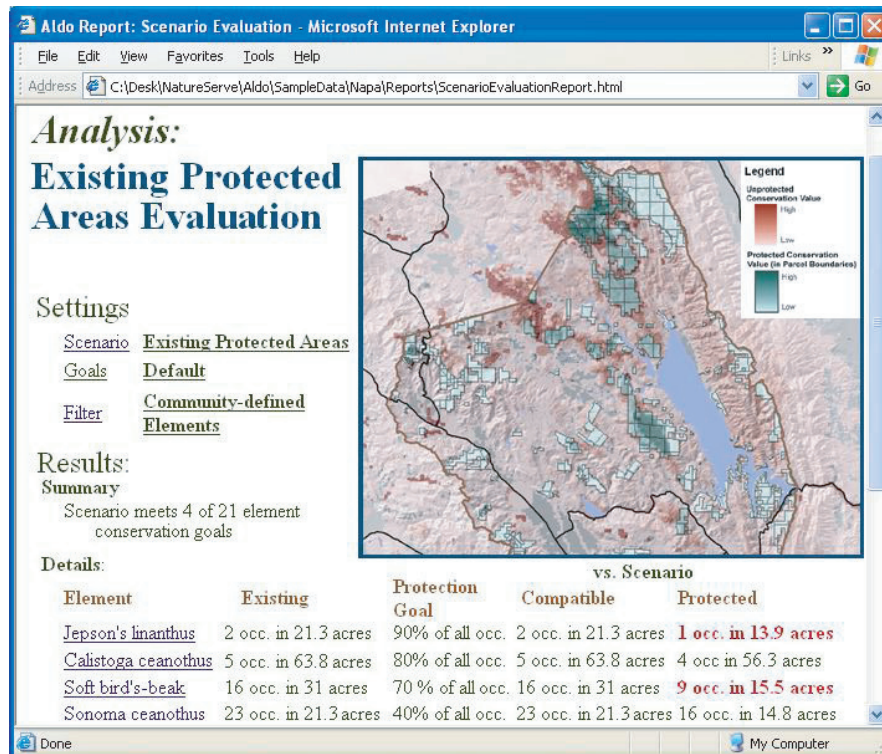 Aldo Report: Scenario Evaluation - Microsoft Internet Explorer
File Edit View Favorites Tools Help Links »
Address C:\Desk\NatureServe\Aldo\SampleData\Napa\Reports\ScenarioEvaluationReport.html Go
Analysis:
Existing Protected
Areas Evaluation
Legend
Unprotected
Conservation Value
High
Low
Protected Conservation
Value (in Parcel Boundaries)
High
Low
Settings
Scenario Existing Protected Areas
Goals Default
Filter Community-defined
Elements
Results:
Summary
Scenario meets 4 of 21 element
conservation goals
Details:
vs. Scenario
Element Existing Protection
Goal Compatible Protected
Jepson's linanthus 2 occ. in 21.3 acres 90% of all occ. 2 occ. in 21.3 acres 1 occ. in 13.9 acres
Calistoga ceanothus 5 occ. in 63.8 acres 80% of all occ. 5 occ. in 63.8 acres 4 occ in 56.3 acres
Soft bird's-beak 16 occ. in 31 acres 70 % of all occ. 16 occ. in 31 acres 9 occ. in 15.5 acres
Sonoma ceanothus 23 occ. in 21.3 acres 40% of all occ. 23 occ. in 21.3 acres 16 occ. in 14.8 acres
Done My Computer